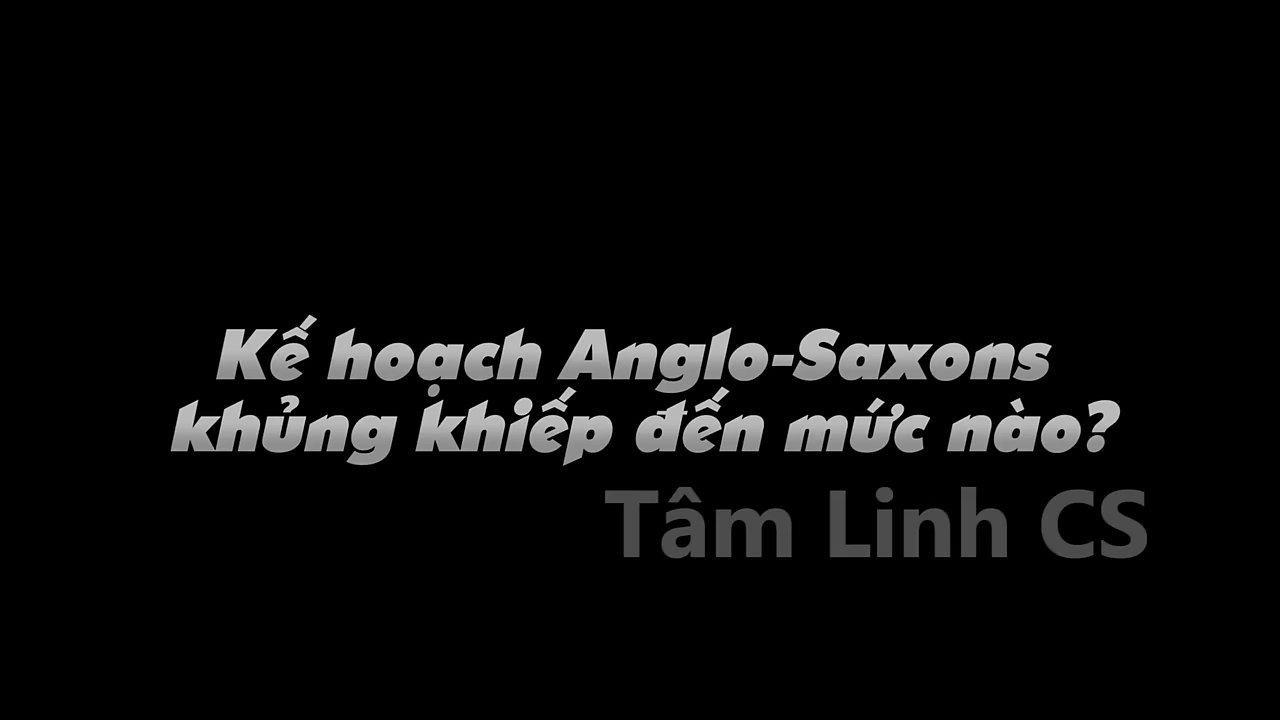 Kế hoạch Anglo-Saxons
khủng khiếp đến mức nào?
Tâm Linh CS